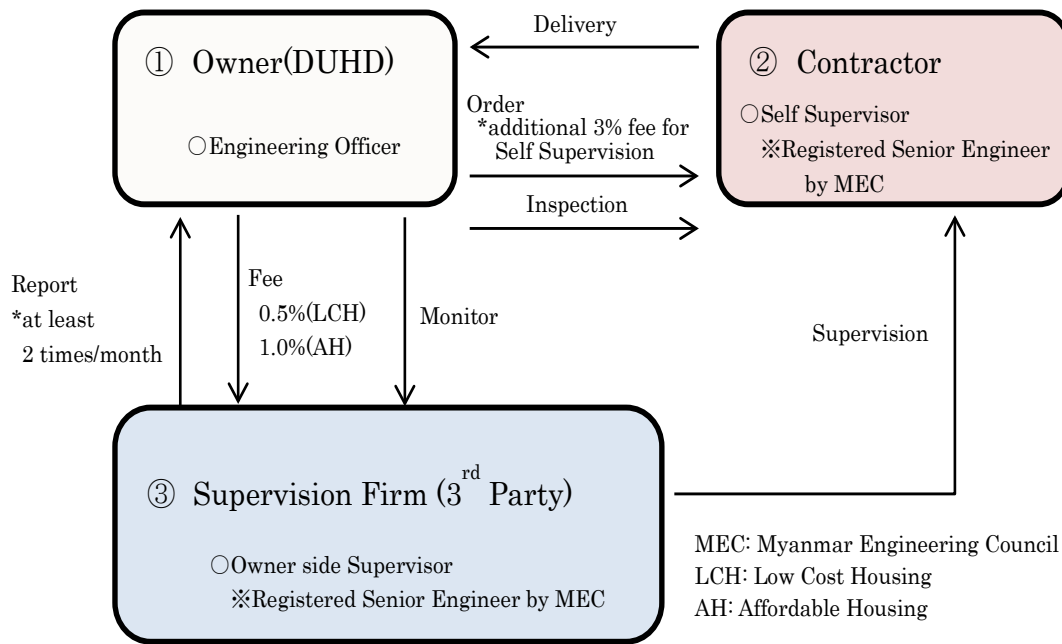 ① Owner(DUHD)
○Engineering Officer
Delivery
② Contractor
○Self Supervisor
※Registered Senior Engineer
by MEC
Order
*additional 3% fee for
Self Supervision
Inspection
Report
*at least
2 times/month
Fee
0.5%(LCH)
1.0%(AH)
Monitor
Supervision
③ Supervision Firm (3rd Party)
○Owner side Supervisor
※Registered Senior Engineer by MEC
MEC: Myanmar Engineering Council
LCH: Low Cost Housing
AH: Affordable Housing